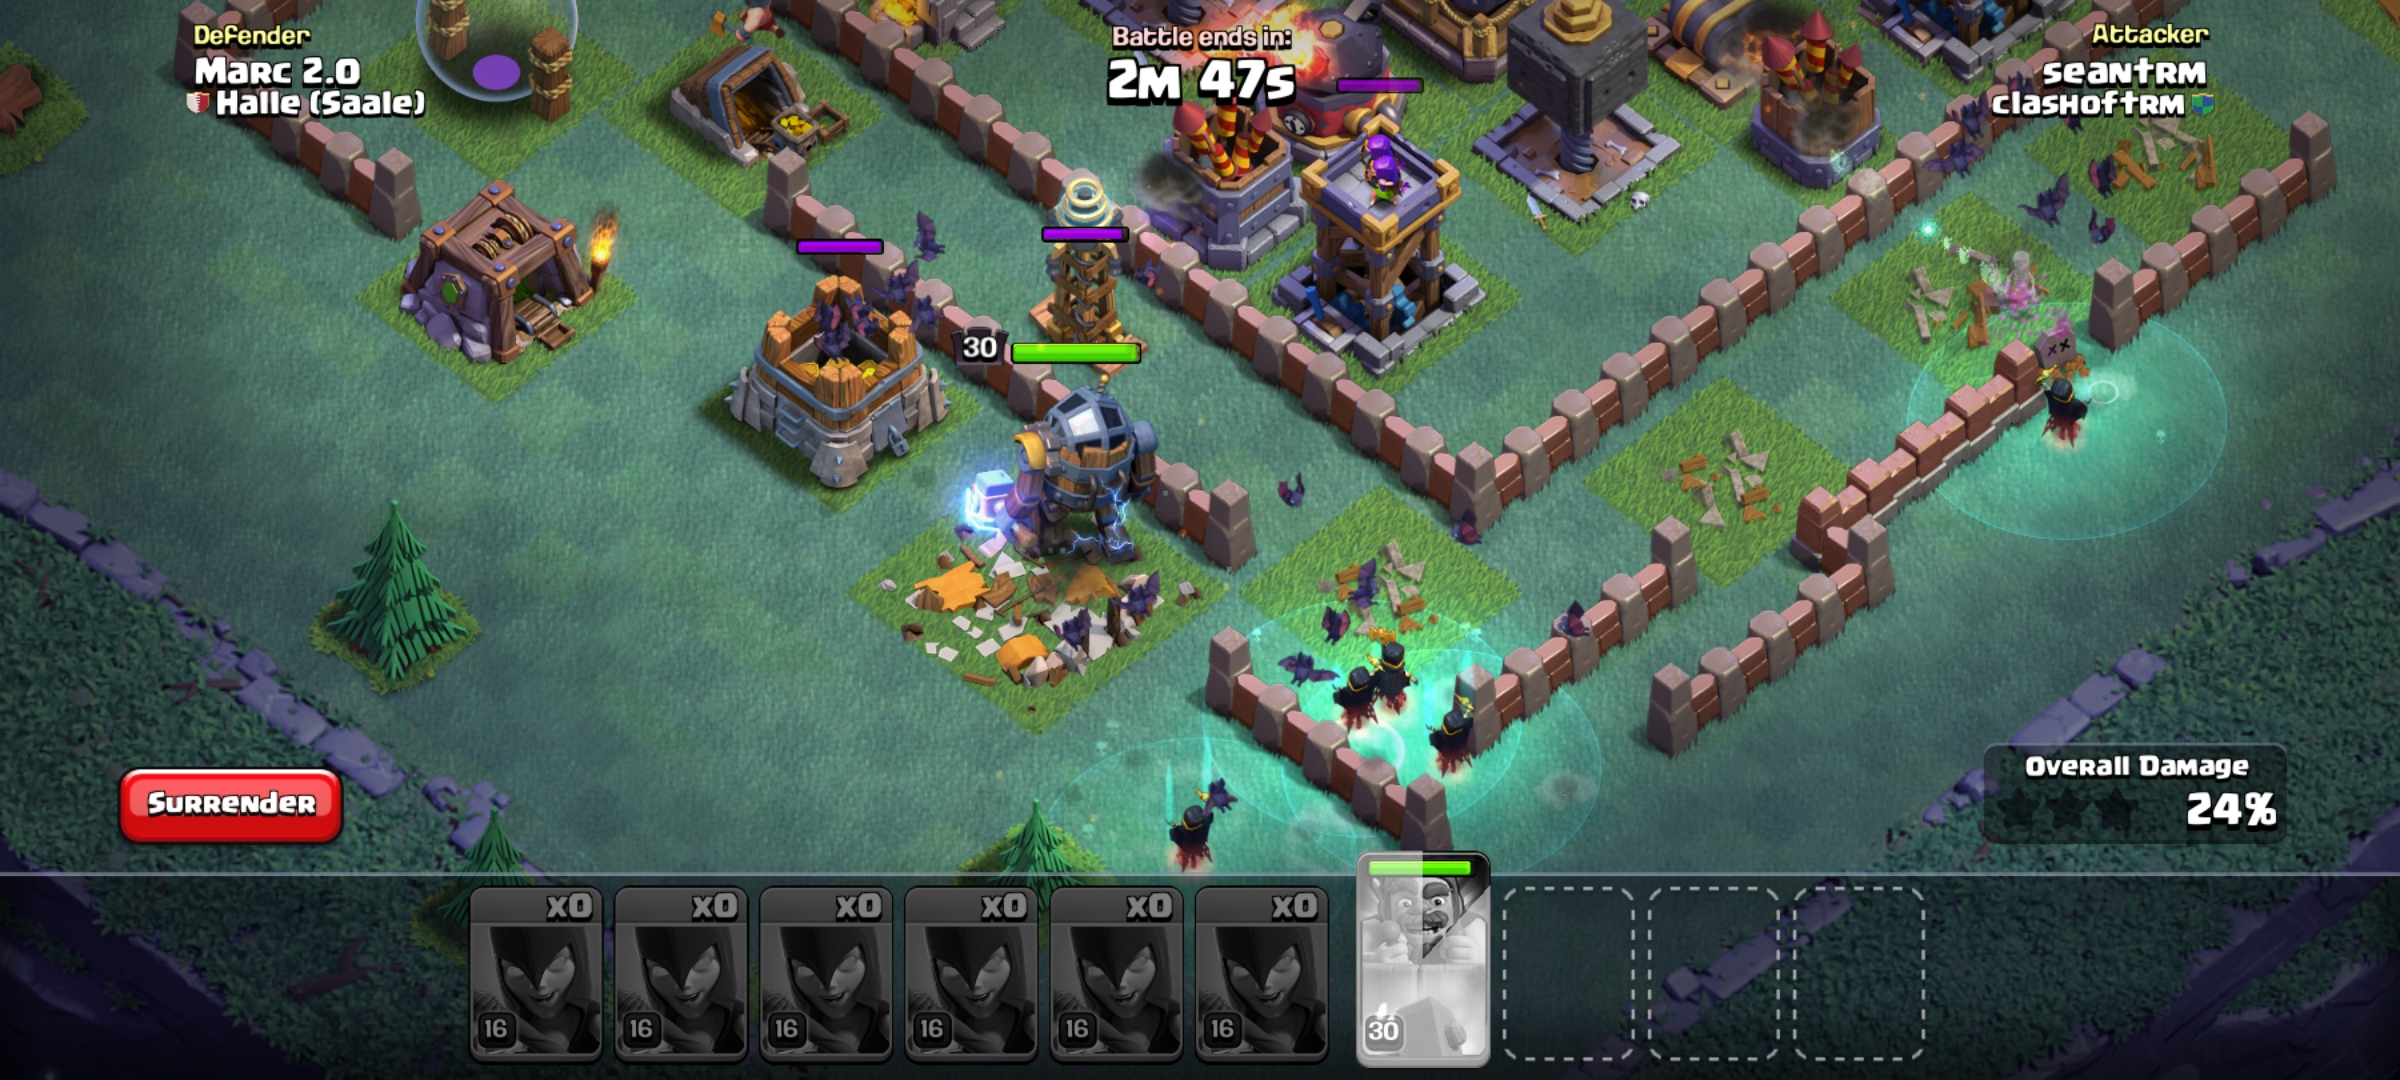 Defender
Marc 2.0
Halle (Saale)
Battle ends in:
2m 47s
Attacker
seantrm
clashoftrm
30
Surrender
Overall Damage
24%
x0
x0
x0
x0
x0
x0
16
16
16
16
16
16
30